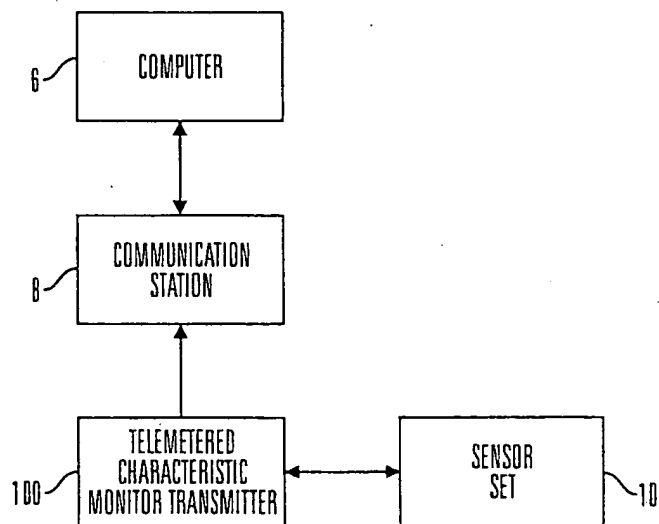 6
COMPUTER
8
COMMUNICATION
STATION
100
TELEMETERED
CHARACTERISTIC
MONITOR TRANSMITTER
SENSOR
SET
10